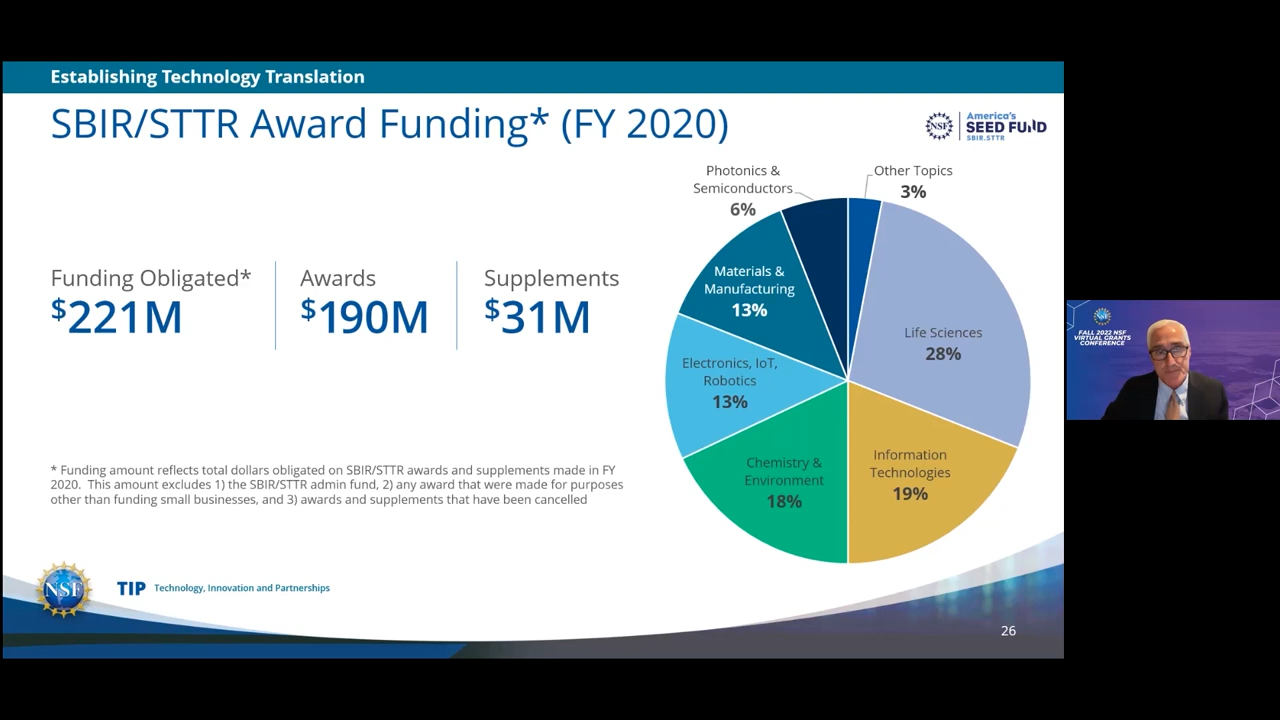 Establishing Technology Translation
SBIR/STTR Award Funding* (FY 2020)
NSF
America's
SEED FUND
SBIR.STTR
Funding Obligated*
$221M
Awards
$190M
Supplements
$31M
Photonics &
Semiconductors
6%
Other Topics
3%
Materials &
Manufacturing
13%
Life Sciences
28%
Electronics, IoT,
Robotics
13%
Chemistry &
Environment
18%
Information
Technologies
19%
* Funding amount reflects total dollars obligated on SBIR/STTR awards and supplements made in FY
2020. This amount excludes 1) the SBIR/STTR admin fund, 2) any award that were made for purposes
other than funding small businesses, and 3) awards and supplements that have been cancelled
NSF
TIP Technology, Innovation and Partnerships
26
NSF
FALL 2022 NSF
VIRTUAL GRANTS
CONFERENCE